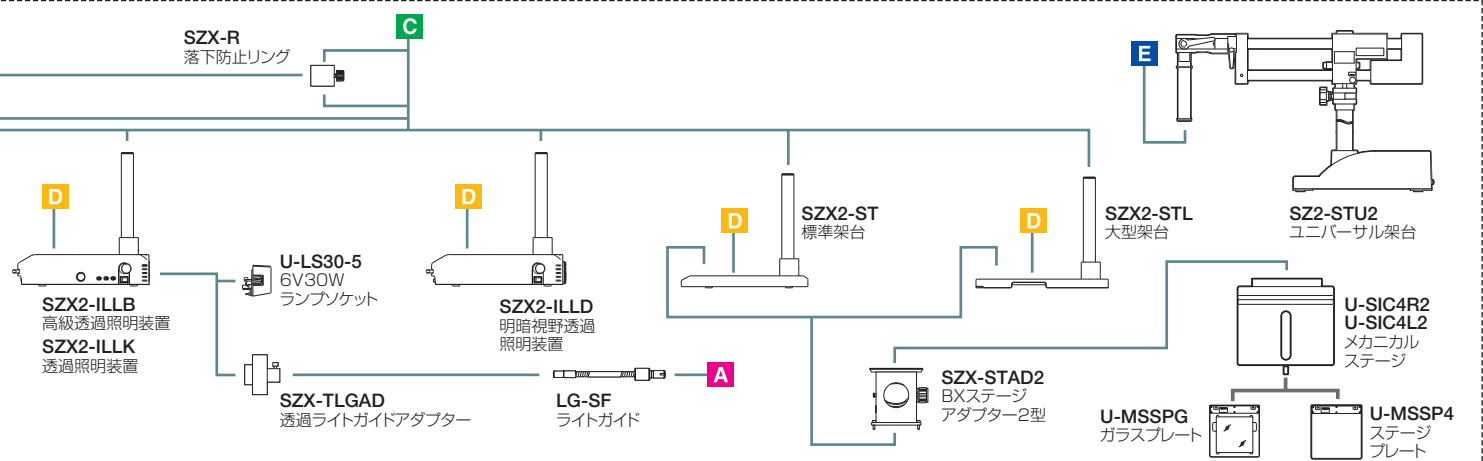 C
SZX-R
落下防止リング
E
D
D
D
D
SZX2-ST
標準架台
SZX2-STL
大型架台
SZ2-STU2
ユニバーサル架台
U-LS30-5
6V30W
ランプソケット
SZX2-ILLB
高級透過照明装置
SZX2-ILLK
透過照明装置
SZX2-ILLD
明暗視野透過
照明装置
U-SIC4R2
U-SIC4L2
メカニカル
ステージ
SZX-TLGAD
透過ライトガイドアダプター
LG-SF
ライトガイド
A
SZX-STAD2
BXステージ
アダプター2型
U-MSSPG
ガラスプレート
U-MSSP4
ステージ
プレート